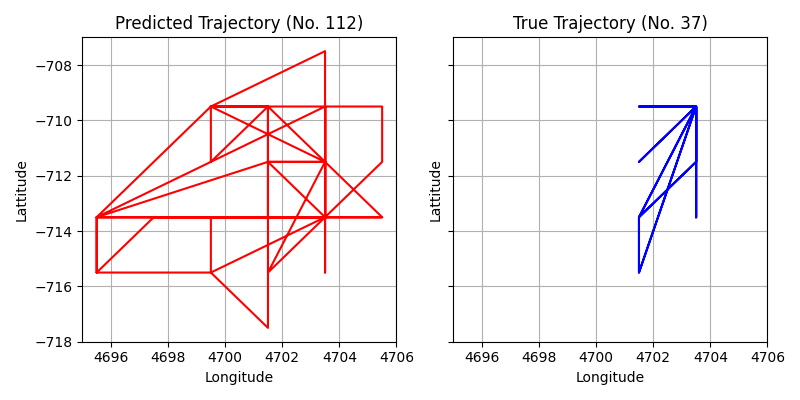 Predicted Trajectory (No. 112)
True Trajectory (No. 37)
Lattitude
−708
−710
−712
−714
−716
−718
4696 4698 4700 4702 4704 4706
Longitude
Lattitude
4696 4698 4700 4702 4704 4706
Longitude